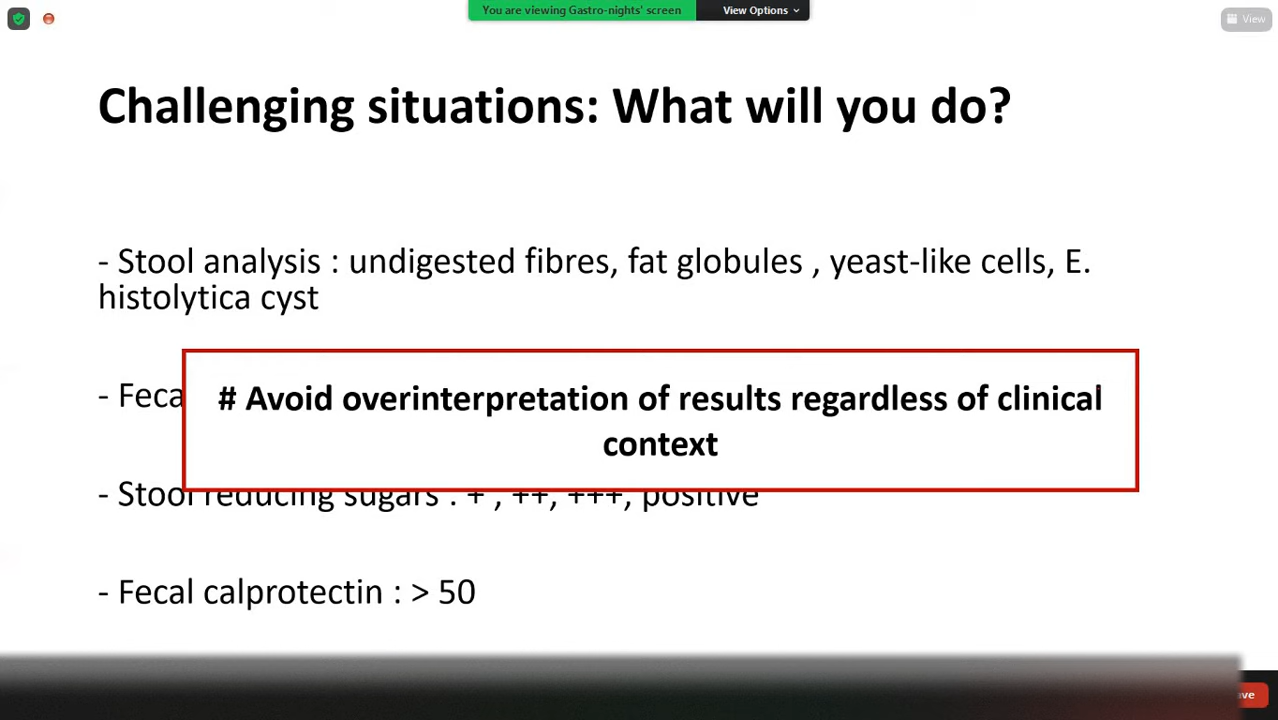 You are viewing Gastro-nights' screen
View Options
View
Challenging situations: What will you do?
- Stool analysis : undigested fibres, fat globules , yeast-like cells, E.
histolytica cyst
- Feca
# Avoid overinterpretation of results regardless of clinical
context
- Stool reducing sugars : + , ++, +++, positive
- Fecal calprotectin : > 50